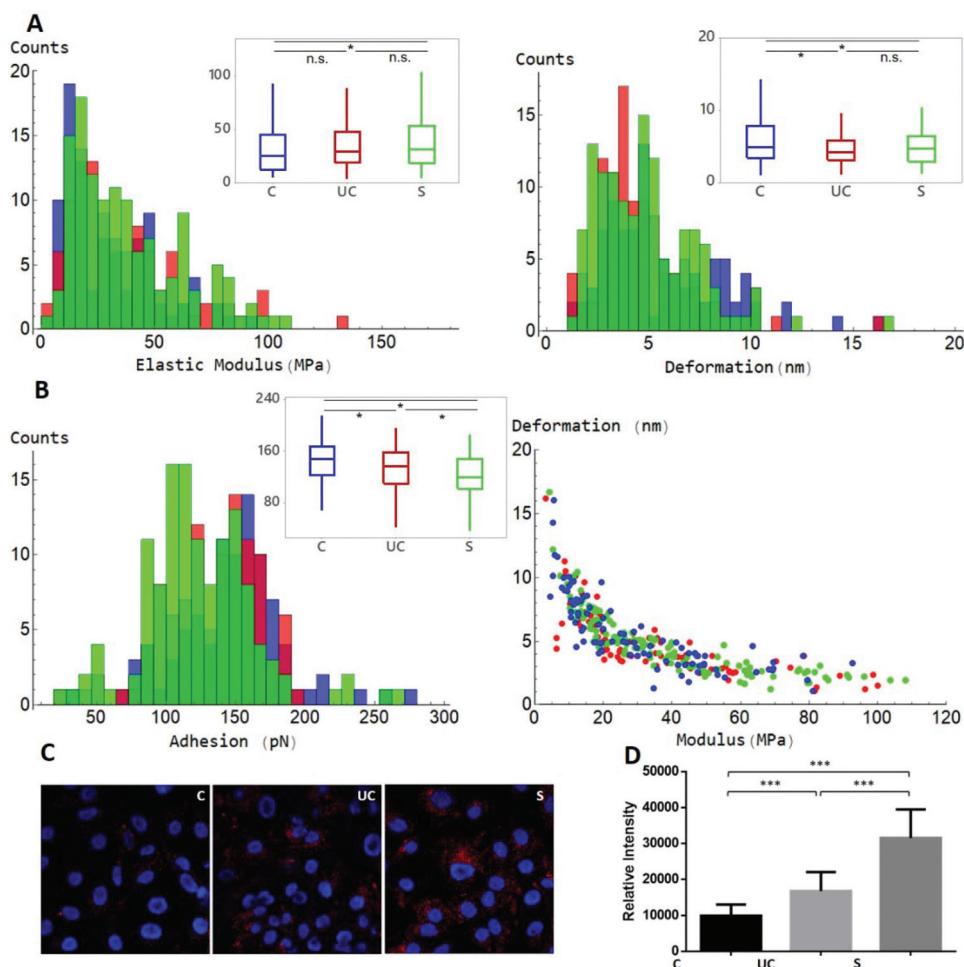 A
Counts
20
15
10
5
0
0
50
100
150
Elastic Modulus (MPa)
100
50
0
*
n.s.
n.s.
C
UC
S
Counts
15
10
5
0
0
5
10
15
20
Deformation (nm)
20
10
0
*
*
n.s.
C
UC
S
B
Counts
15
10
5
0
50
100
150
200
250
300
Adhesion (pN)
240
160
80
*
*
*
C
UC
S
Deformation (nm)
20
15
10
5
0
0
20
40
60
80
100
120
Modulus (MPa)
C
C
UC
S
D
50000
40000
30000
20000
10000
0
Relative Intensity
***
***
***
C
UC
S